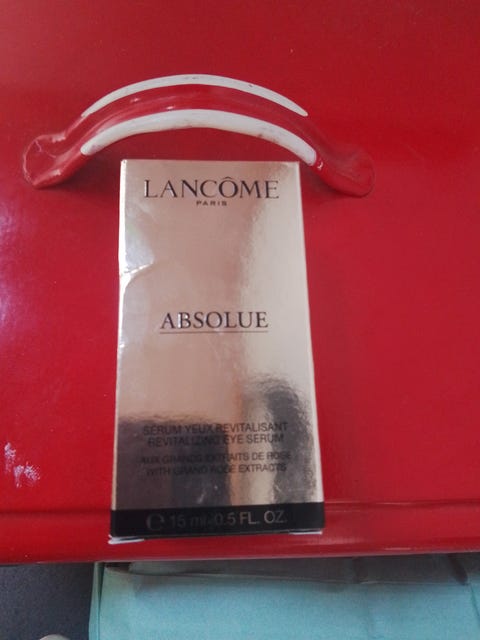 LANCÔME
PARIS
ABSOLUE
SÉRUM YEUX REVITALISANT
REVITALIZING EYE SERUM
AUX GRANDS EXTRAITS DE ROSE
WITH GRAND ROSE EXTRACTS
℮ 15 ml-0.5 FL. OZ.